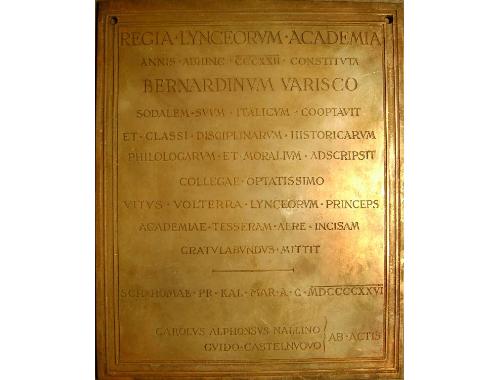 REGIA · LYNCEORVM · ACADEMIA
ANNIS · ABHINC · CCCXXII · CONSTITVTA
BERNARDINVM VARISCO
SODALEM · SVVM · ITALICVM · COOPTAVIT
ET · CLASSI · DISCIPLINARVM · HISTORICARVM
PHILOLOGARVM · ET · MORALIVM · ADSCRIPSIT
COLLEGAE · OPTATISSIMO
VITVS · VOLTERRA · LYNCEORVM · PRINCEPS
ACADEMIAE · TESSERAM · AERE · INCISAM
GRATVLABVNDVS · MITTIT
ROMAE · PR · KAL · MAR · A · C · MDCCCCXXVI
CAROLVS ALPHONSVS NALLINO
GVIDO · CASTELNVOVO
AB · ACTIS